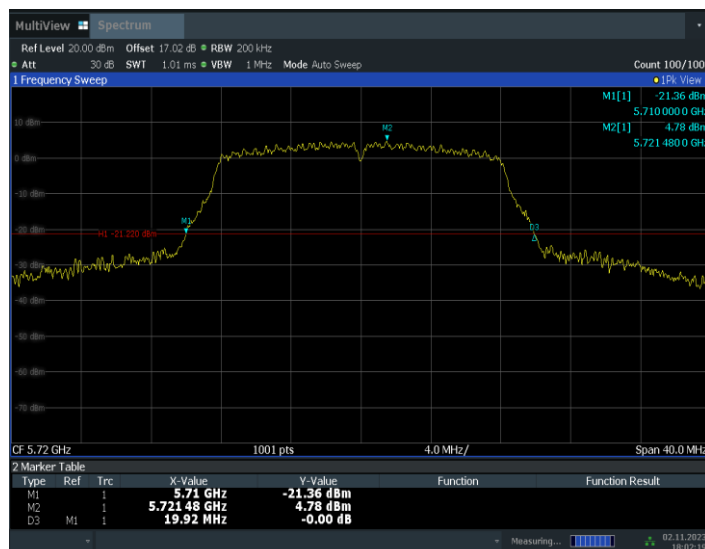 MultiView Spectrum
Ref Level 20.00 dBm Offset 17.02 dB RBW 200 kHz
Att 30 dB SWT 1.01 ms VBW 1 MHz Mode Auto Sweep Count 100/100
1 Frequency Sweep 1Pk View
M1[1] -21.36 dBm
5.710 000 0 GHz
M2[1] 4.78 dBm
5.721 480 0 GHz
10 dBm
M2
0 dBm
-10 dBm
M1
-20 dBm
H1 -21.220 dBm
D3
-30 dBm
-40 dBm
-50 dBm
-60 dBm
-70 dBm
CF 5.72 GHz 1001 pts 4.0 MHz/ Span 40.0 MHz
2 Marker Table
Type Ref Trc X-Value Y-Value Function Function Result
M1 1 5.71 GHz -21.36 dBm
M2 1 5.721 48 GHz 4.78 dBm
D3 M1 1 19.92 MHz -0.00 dB
Measuring... 02.11.2023
18:02:19